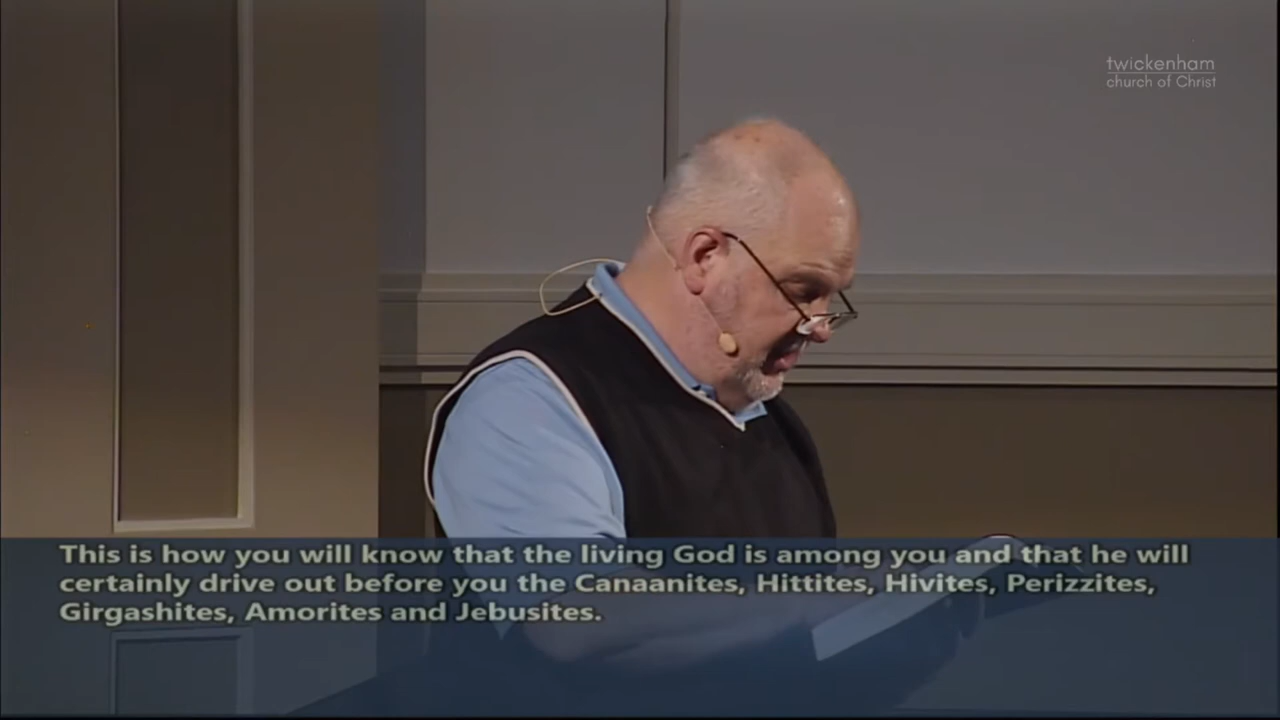 twickenham
church of Christ
This is how you will know that the living God is among you and that he will
certainly drive out before you the Canaanites, Hittites, Hivites, Perizzites,
Girgashites, Amorites and Jebusites.